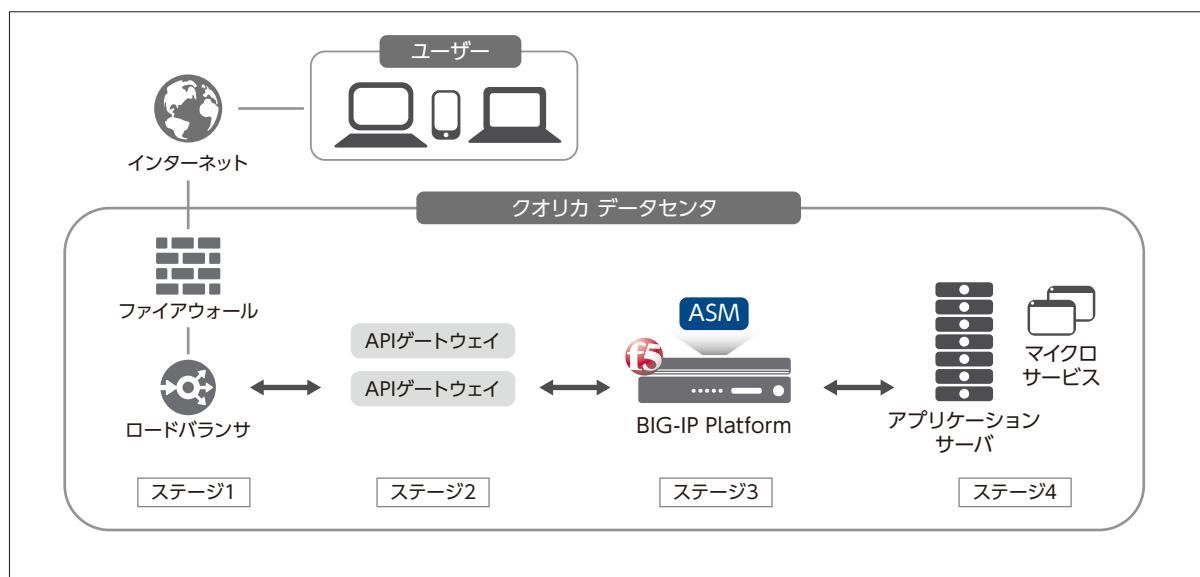 ユーザー
インターネット
クオリカ データセンタ
ファイアウォール
ロードバランサ
APIゲートウェイ
APIゲートウェイ
ASM
f5
BIG-IP Platform
マイクロ
サービス
アプリケーション
サーバ
ステージ1
ステージ2
ステージ3
ステージ4